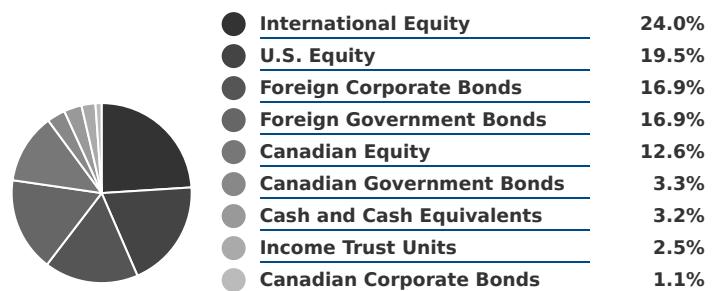 International Equity 24.0%
U.S. Equity 19.5%
Foreign Corporate Bonds 16.9%
Foreign Government Bonds 16.9%
Canadian Equity 12.6%
Canadian Government Bonds 3.3%
Cash and Cash Equivalents 3.2%
Income Trust Units 2.5%
Canadian Corporate Bonds 1.1%